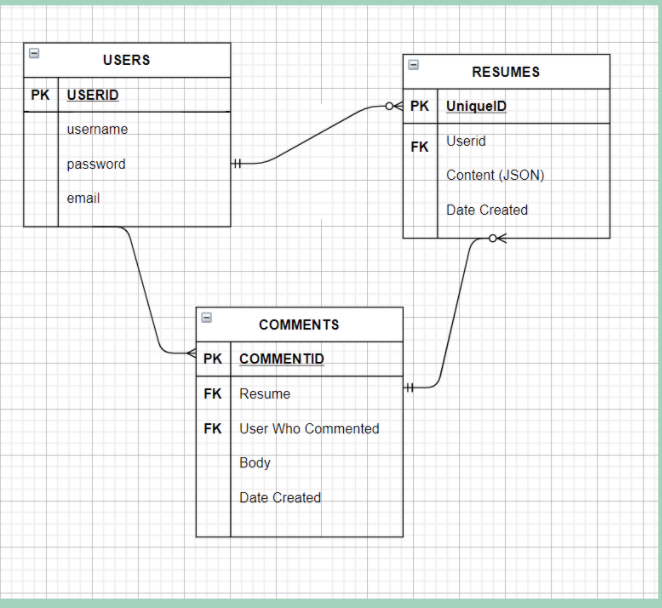 USERS
PK USERID
username
password
email
RESUMES
PK UniqueID
FK Userid
Content (JSON)
Date Created
COMMENTS
PK COMMENTID
FK Resume
FK User Who Commented
Body
Date Created